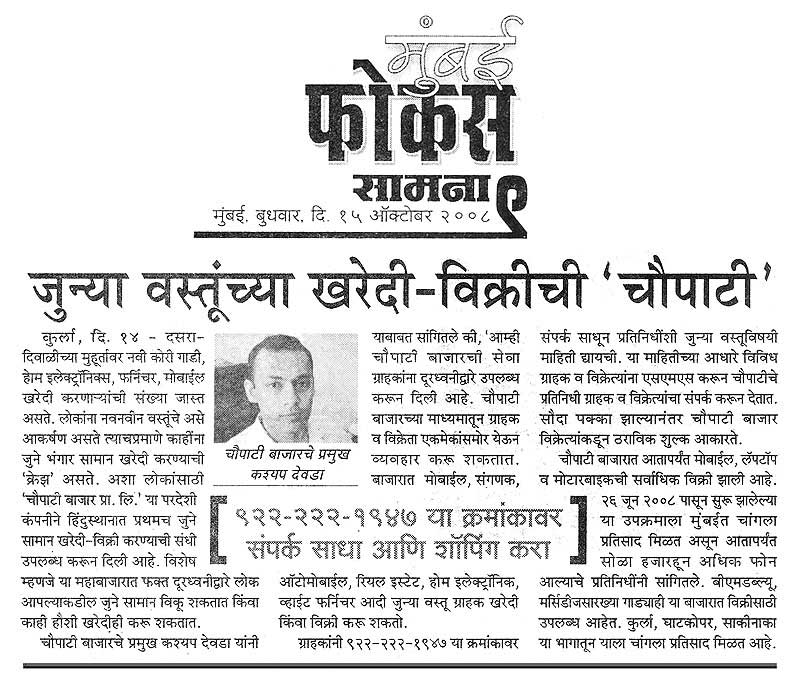 मुंबई
फोकस
सामना
९
मुंबई, बुधवार, दि. १५ ऑक्टोबर २००८
जुन्या वस्तूंच्या खरेदी-विक्रीची ‘चौपाटी’
कुर्ला, दि. १४ - दसरा-
दिवाळीच्या मुहूर्तावर नवी कोरी गाडी,
होम इलेक्ट्रॉनिक्स, फर्निचर, मोबाईल
खरेदी करणाऱ्यांची संख्या जास्त
असते. लोकांना नवनवीन वस्तूंचे असे
आकर्षण असते त्याचप्रमाणे काहींना
जुने भंगार सामान खरेदी करण्याची
‘क्रेझ’ असते. अशा लोकांसाठी
‘चौपाटी बाजार प्रा. लि.’ या परदेशी
कंपनीने हिंदुस्थानात प्रथमच जुने
सामान खरेदी-विक्री करण्याची संधी
उपलब्ध करून दिली आहे. विशेष
म्हणजे या महाबाजारात फक्त दूरध्वनीद्वारे लोक
आपल्याकडील जुने सामान विकू शकतात किंवा
काही हौशी खरेदीही करू शकतात.
चौपाटी बाजारचे प्रमुख कश्यप देवडा यांनी
चौपाटी बाजारचे प्रमुख
कश्यप देवडा
याबाबत सांगितले की, ‘आम्ही
चौपाटी बाजारची सेवा
ग्राहकांना दूरध्वनीद्वारे उपलब्ध
करून दिली आहे. चौपाटी
बाजारच्या माध्यमातून ग्राहक
व विक्रेता एकमेकांसमोर येऊन
व्यवहार करू शकतात.
बाजारात मोबाईल, संगणक,
[ ९२२-२२२-१९४७ या क्रमांकावर
संपर्क साधा आणि शॉपिंग करा ]
ऑटोमोबाईल, रियल इस्टेट, होम इलेक्ट्रॉनिक,
व्हाईट फर्निचर आदी जुन्या वस्तू ग्राहक खरेदी
किंवा विक्री करू शकतो.
ग्राहकांनी ९२२-२२२-१९४७ या क्रमांकावर
संपर्क साधून प्रतिनिधींशी जुन्या वस्तूविषयी
माहिती द्यायची. या माहितीच्या आधारे विविध
ग्राहक व विक्रेत्यांना एसएमएस करून चौपाटीचे
प्रतिनिधी ग्राहक व विक्रेत्यांचा संपर्क करून देतात.
सौदा पक्का झाल्यानंतर चौपाटी बाजार
विक्रेत्यांकडून ठराविक शुल्क आकारते.
चौपाटी बाजारात आतापर्यंत मोबाईल, लॅपटॉप
व मोटारबाइकची सर्वाधिक विक्री झाली आहे.
२६ जून २००८ पासून सुरू झालेल्या
या उपक्रमाला मुंबईत चांगला
प्रतिसाद मिळत असून आतापर्यंत
सोळा हजारहून अधिक फोन
आल्याचे प्रतिनिधींनी सांगितले. बीएमडब्ल्यू,
मर्सिडीजसारख्या गाड्याही या बाजारात विक्रीसाठी
उपलब्ध आहेत. कुर्ला, घाटकोपर, साकीनाका
या भागातून याला चांगला प्रतिसाद मिळत आहे.